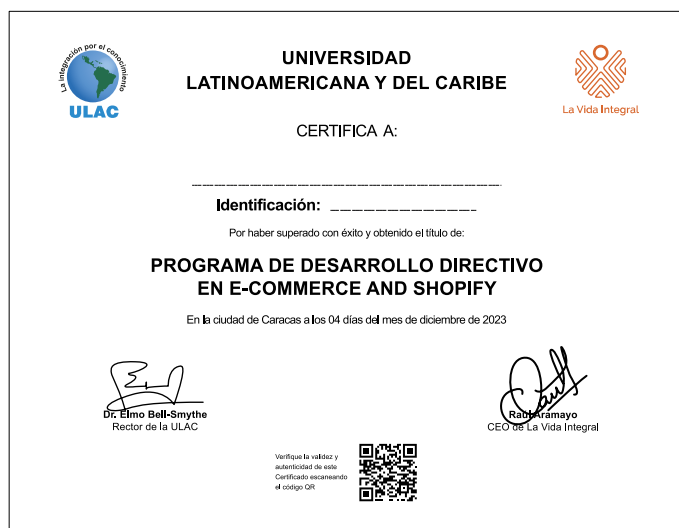 La integración por el conocimiento
ULAC
UNIVERSIDAD
LATINOAMERICANA Y DEL CARIBE
La Vida Integral
CERTIFICA A:
Identificación:
Por haber superado con éxito y obtenido el título de:
PROGRAMA DE DESARROLLO DIRECTIVO
EN E-COMMERCE AND SHOPIFY
En la ciudad de Caracas a los 04 días del mes de diciembre de 2023
Dr. Elmo Bell-Smythe
Rector de la ULAC
Raúl Aramayo
CEO de La Vida Integral
Verifique la validez y
autenticidad de este
Certificado escaneando
el código QR